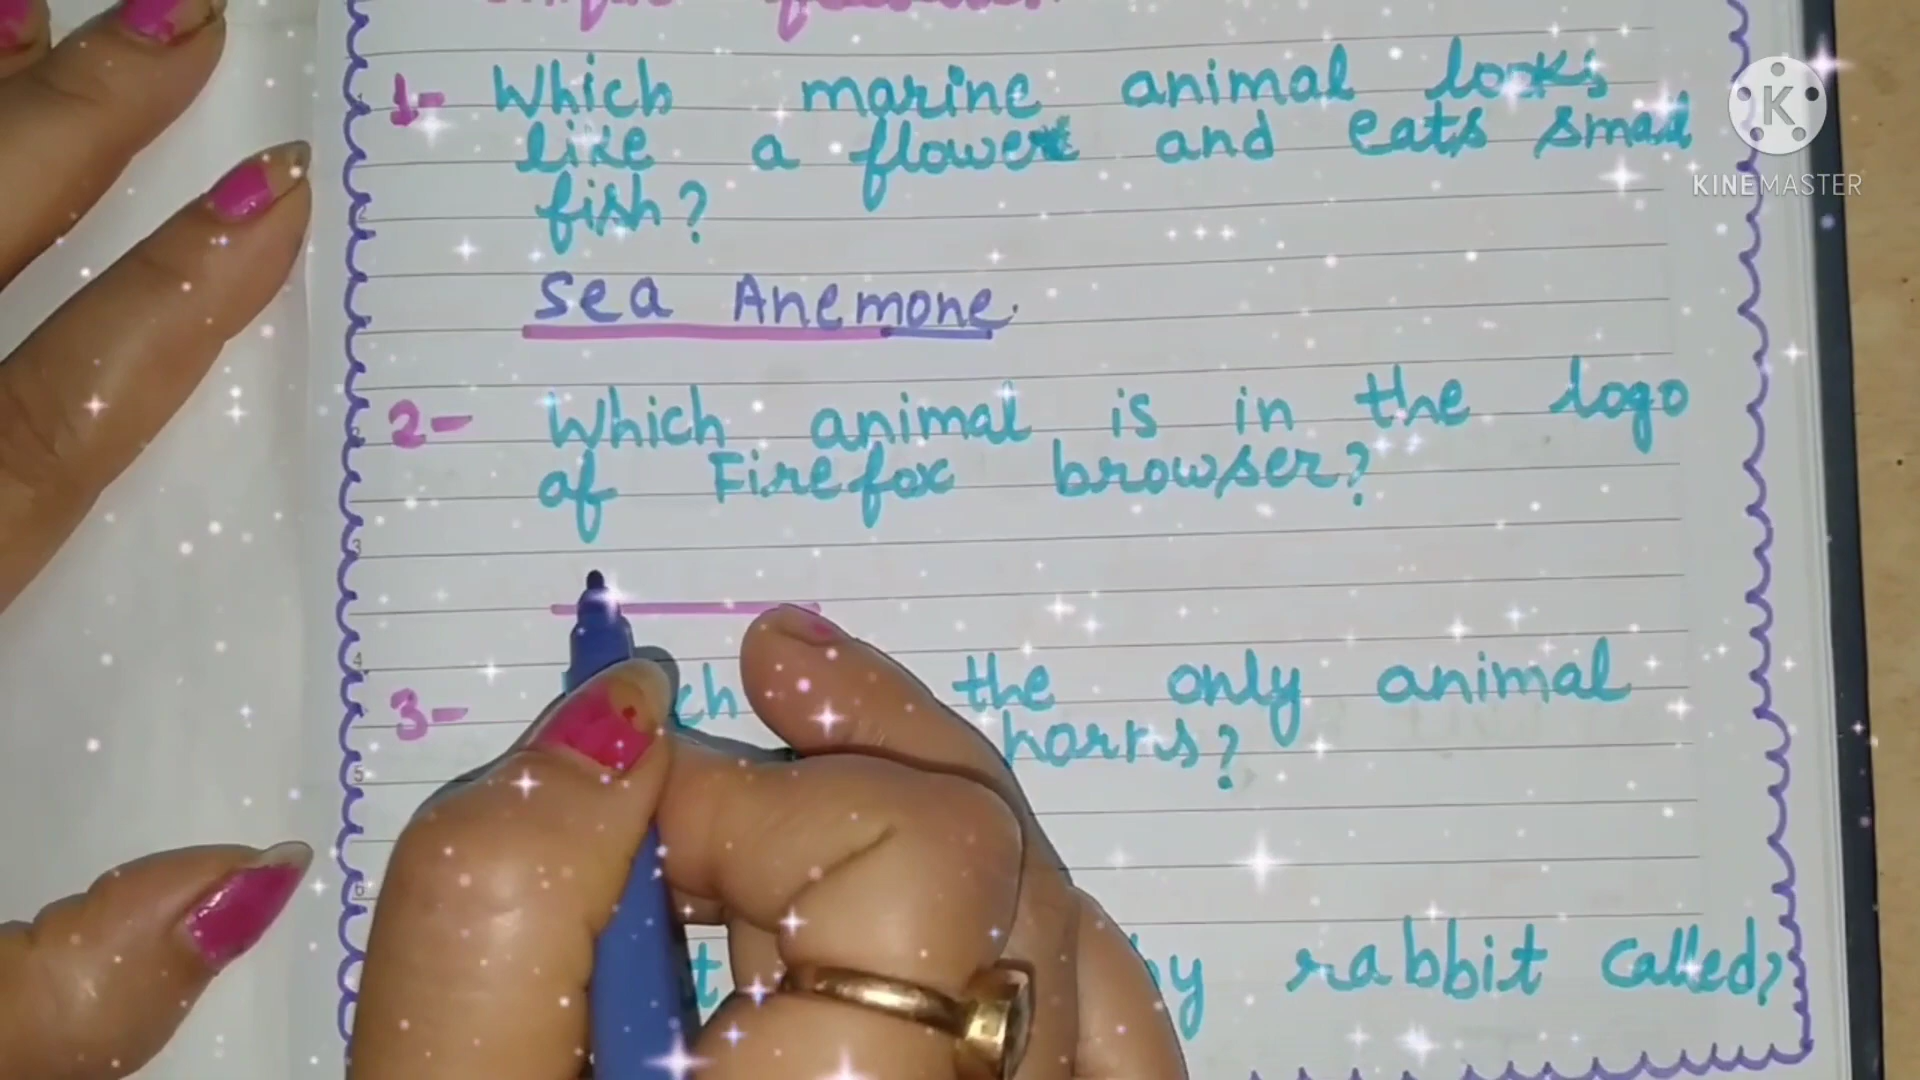 1- Which marine animal looks
like a flower and eats small
fish?
Sea Anemone.
2- Which animal is in the logo
of Firefox browser?
3- the only animal
horns?
rabbit called?
KINEMASTER